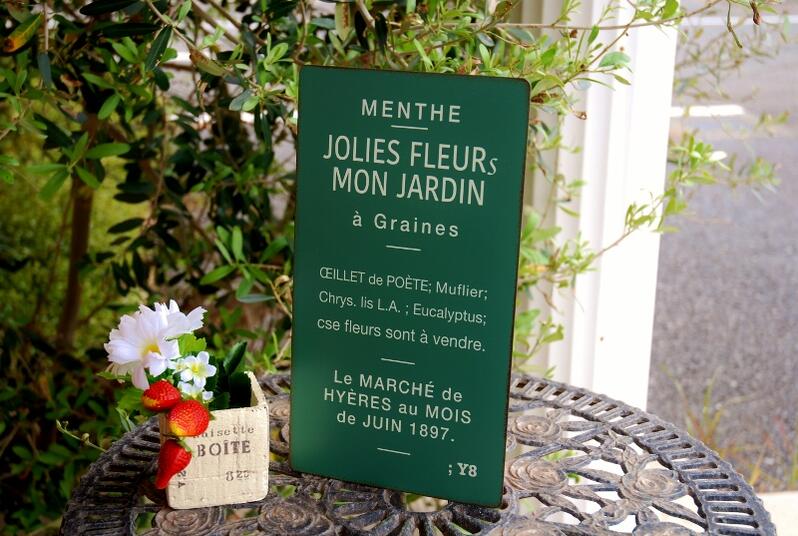 MENTHE
JOLIES FLEURs
MON JARDIN
à Graines
ŒILLET de POÈTE; Muflier;
Chrys. lis L.A. ; Eucalyptus;
cse fleurs sont à vendre.
Le MARCHÉ de
HYÈRES au MOIS
de JUIN 1897.
; Y8
BOÎTE